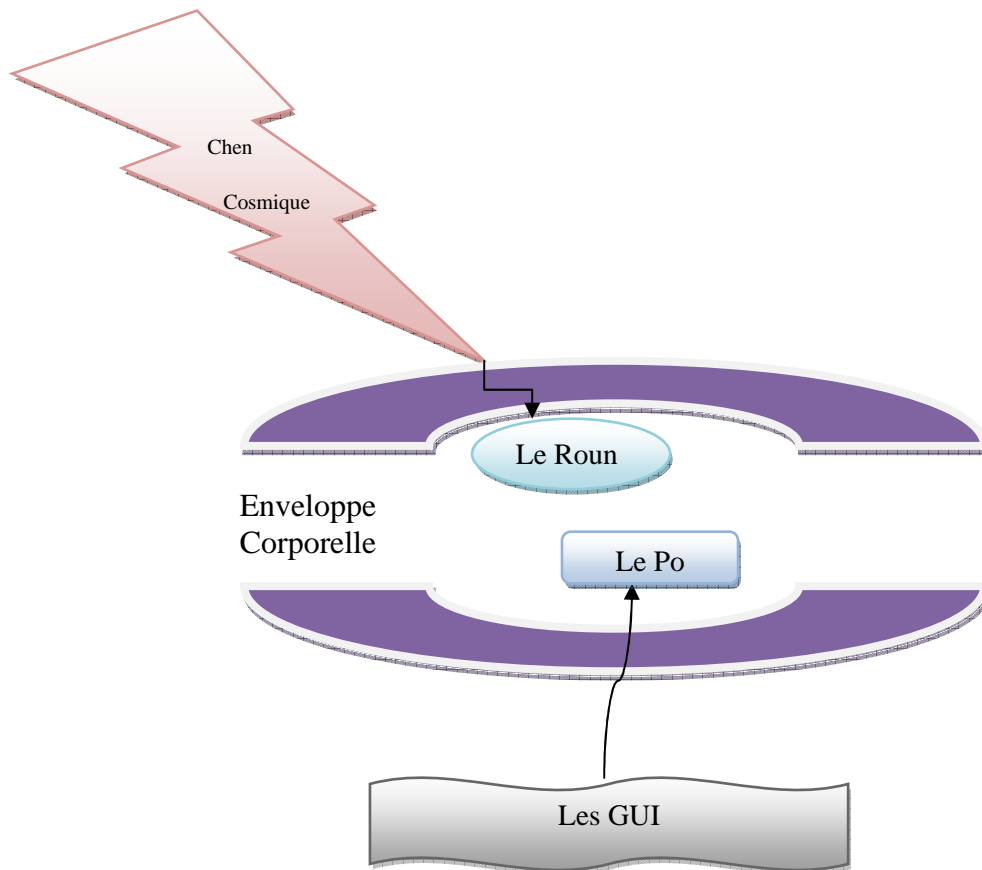 Chen
Cosmique
Le Roun
Enveloppe
Corporelle
Le Po
Les GUI